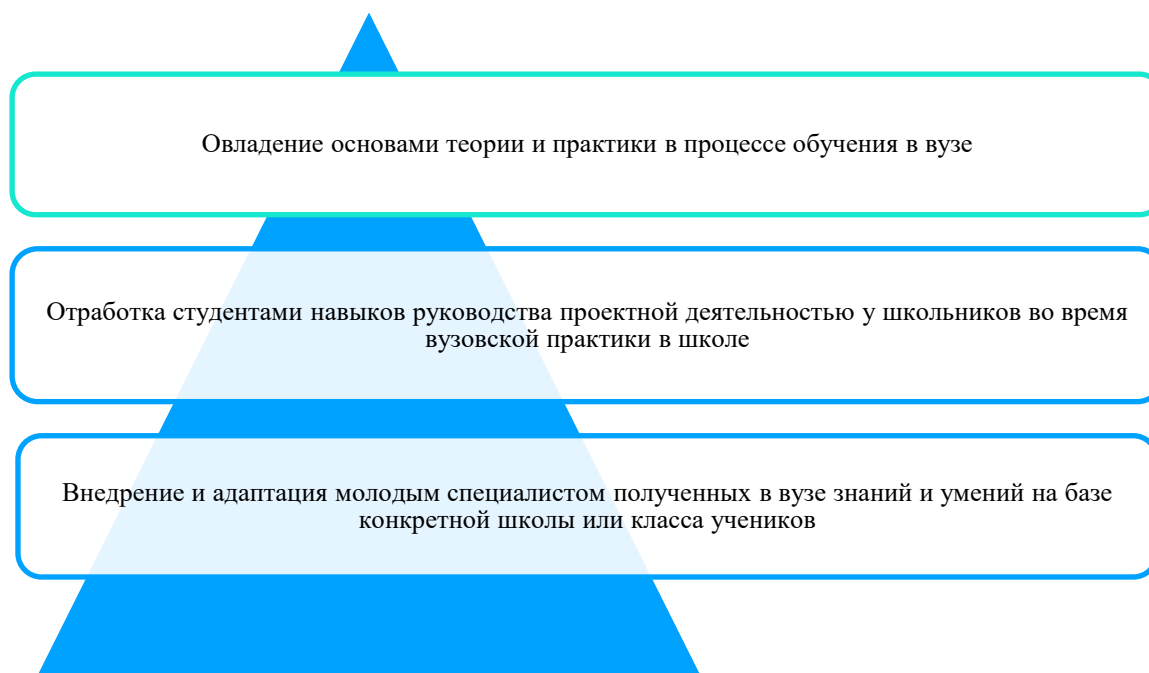 Овладение основами теории и практики в процессе обучения в вузе
Отработка студентами навыков руководства проектной деятельностью у школьников во время
вузовской практики в школе
Внедрение и адаптация молодым специалистом полученных в вузе знаний и умений на базе
конкретной школы или класса учеников